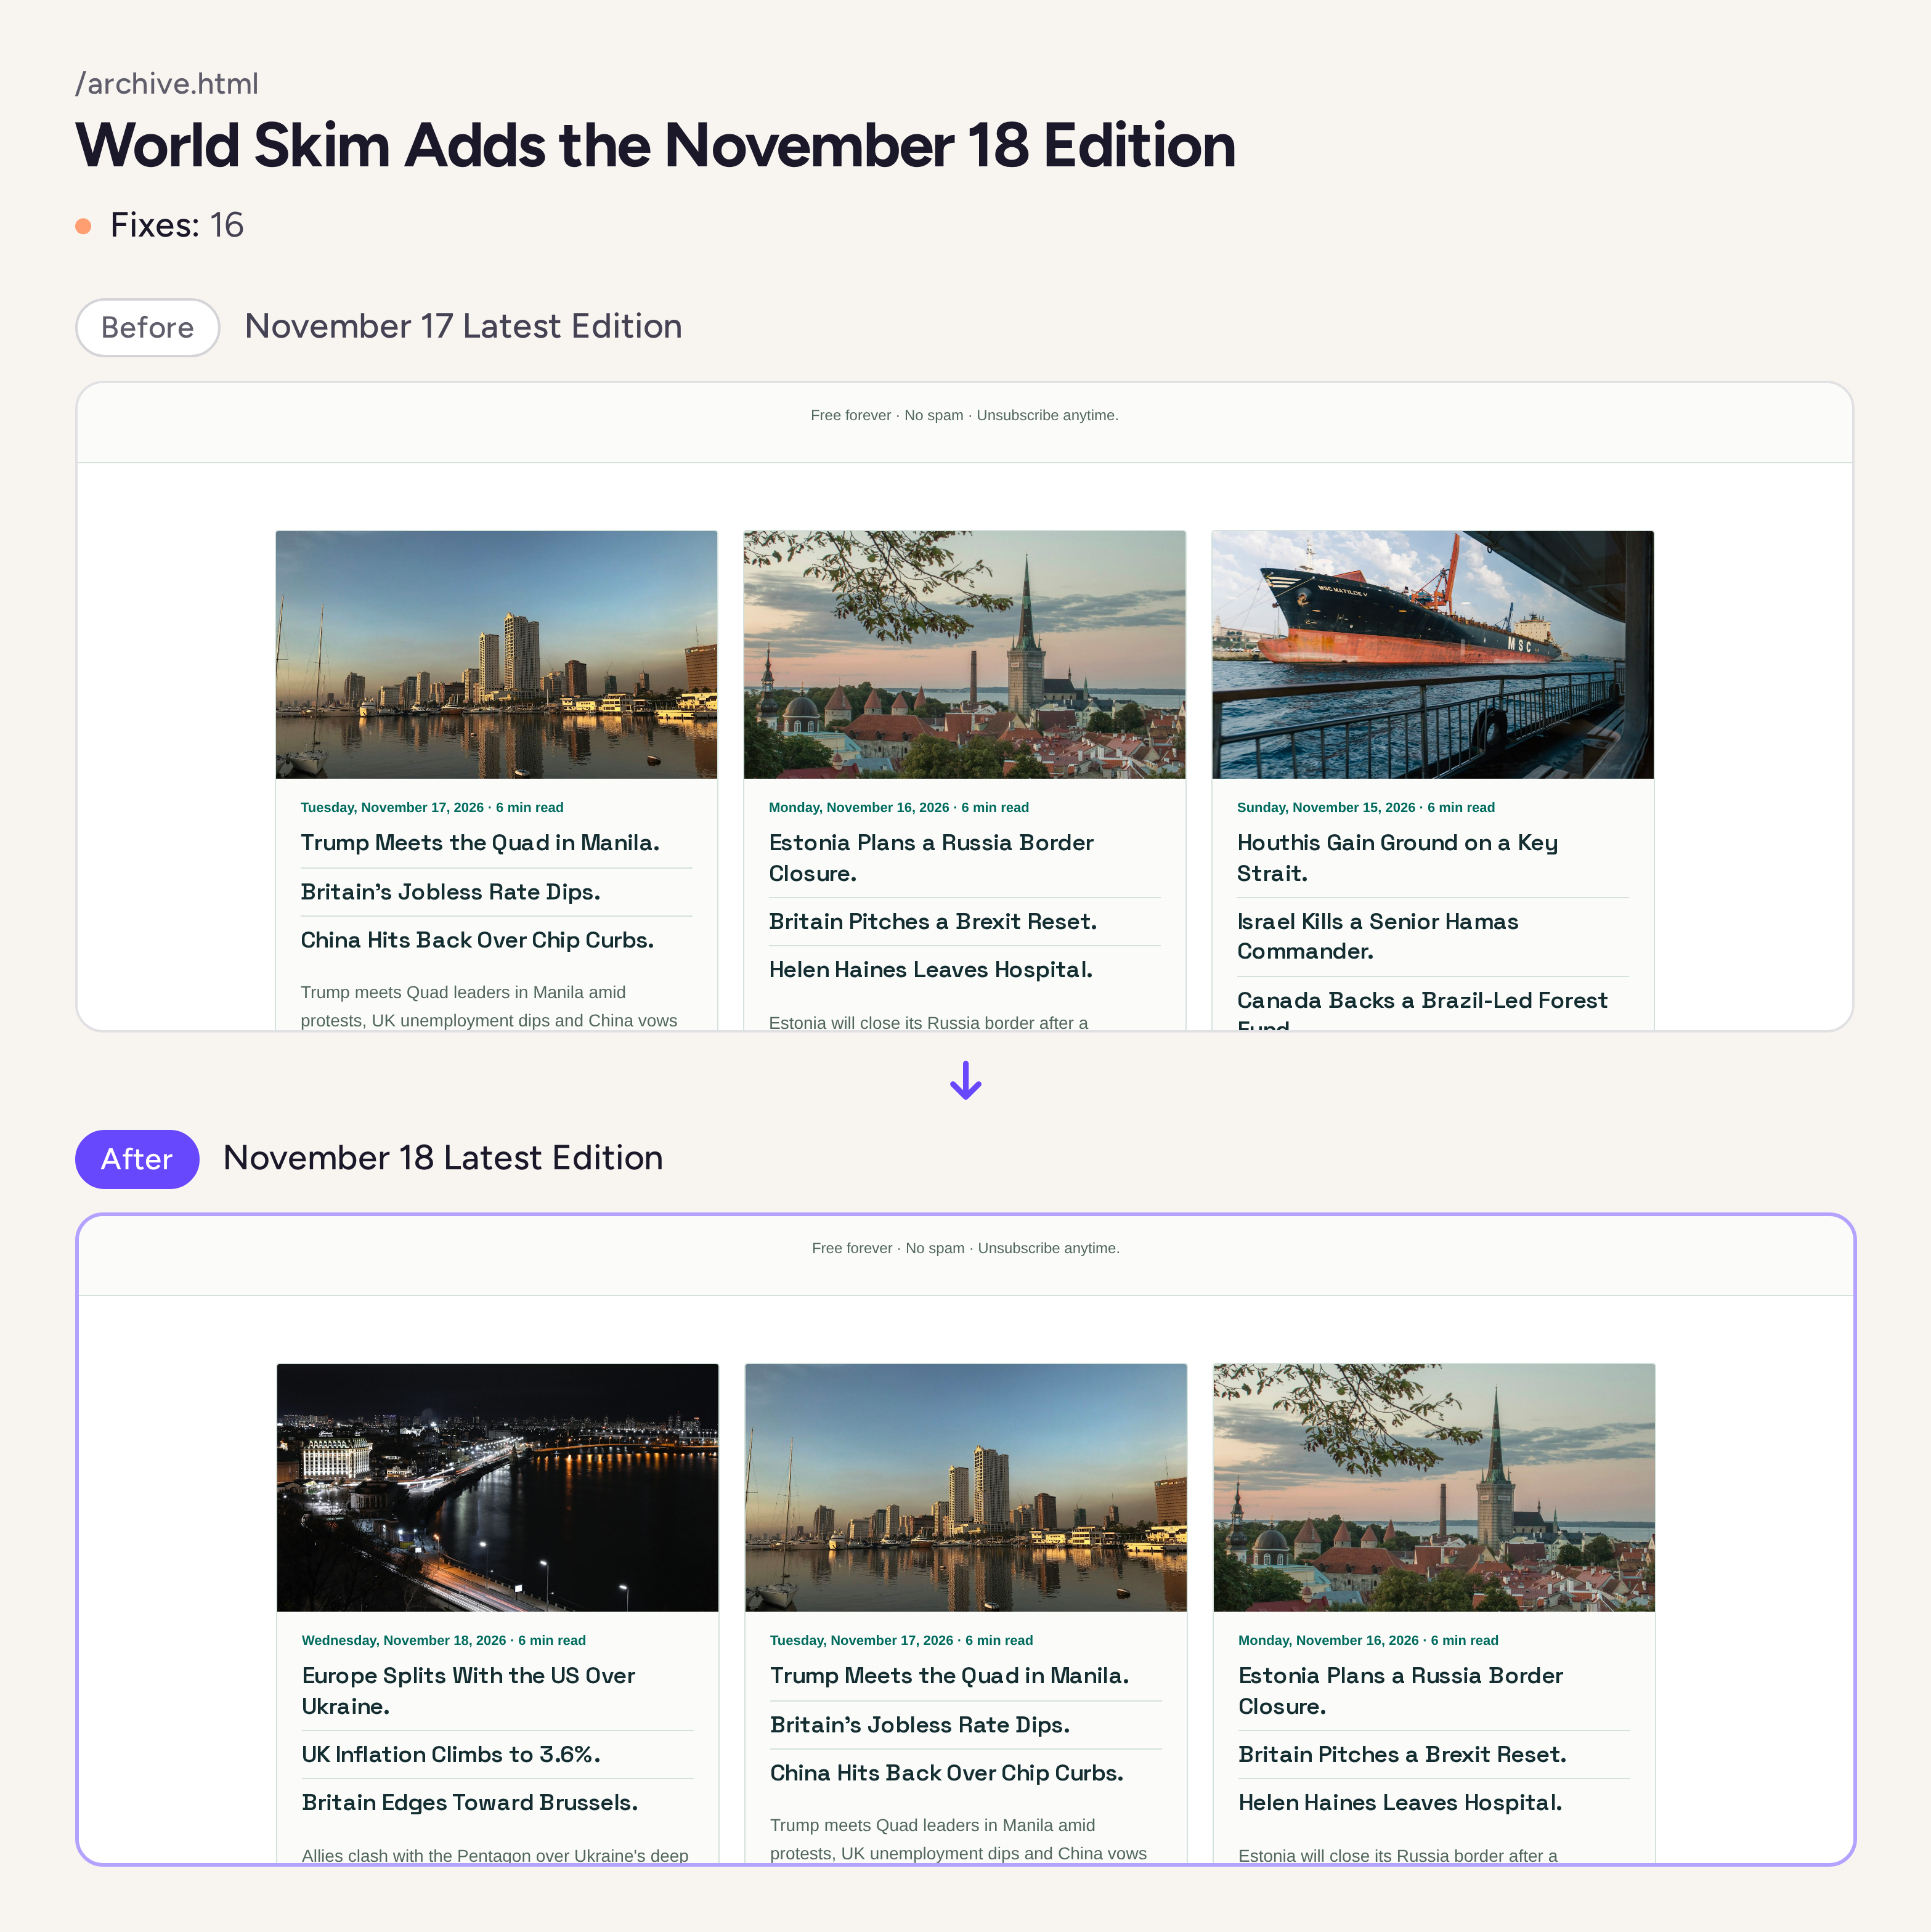 /archive.html
World Skim Adds the November 18 Edition
Fixes: 16
Before
November 17 Latest Edition
Free forever · No spam · Unsubscribe anytime.
MSC MATILDE V
MSC
Tuesday, November 17, 2026 · 6 min read
Trump Meets the Quad in Manila.
Britain’s Jobless Rate Dips.
China Hits Back Over Chip Curbs.
Trump meets Quad leaders in Manila amid
protests, UK unemployment dips and China vows
Monday, November 16, 2026 · 6 min read
Estonia Plans a Russia Border
Closure.
Britain Pitches a Brexit Reset.
Helen Haines Leaves Hospital.
Estonia will close its Russia border after a
Sunday, November 15, 2026 · 6 min read
Houthis Gain Ground on a Key
Strait.
Israel Kills a Senior Hamas
Commander.
Canada Backs a Brazil-Led Forest
Fund
After
November 18 Latest Edition
Free forever · No spam · Unsubscribe anytime.
Wednesday, November 18, 2026 · 6 min read
Europe Splits With the US Over
Ukraine.
UK Inflation Climbs to 3.6%.
Britain Edges Toward Brussels.
Allies clash with the Pentagon over Ukraine's deep
Tuesday, November 17, 2026 · 6 min read
Trump Meets the Quad in Manila.
Britain’s Jobless Rate Dips.
China Hits Back Over Chip Curbs.
Trump meets Quad leaders in Manila amid
protests, UK unemployment dips and China vows
Monday, November 16, 2026 · 6 min read
Estonia Plans a Russia Border
Closure.
Britain Pitches a Brexit Reset.
Helen Haines Leaves Hospital.
Estonia will close its Russia border after a